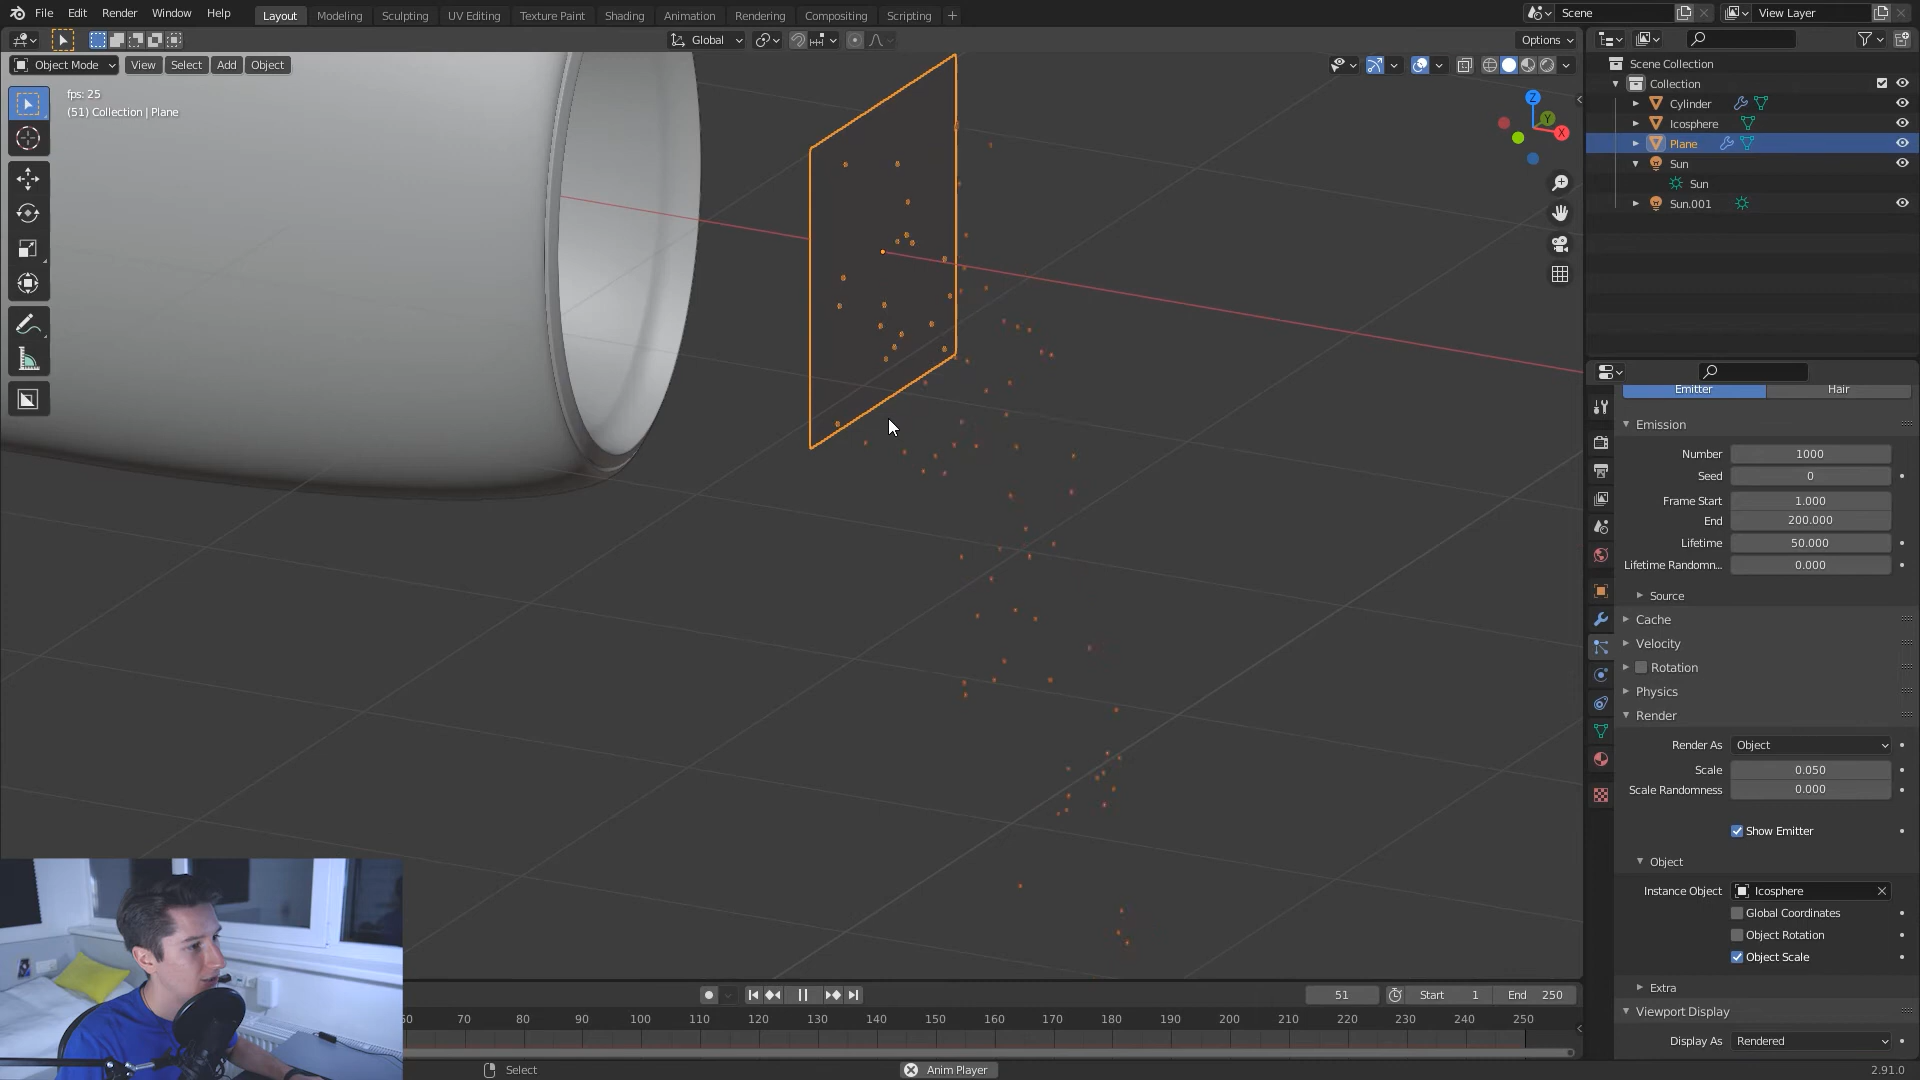 File Edit Render Window Help
Layout Modeling Sculpting UV Editing Texture Paint Shading Animation Rendering Compositing Scripting +
Scene
View Layer
Global
Options
Object Mode View Select Add Object
fps: 25
(51) Collection | Plane
Z
Y
X
Scene Collection
Collection
Cylinder
Icosphere
Plane
Sun
Sun
Sun.001
Emitter Hair
Emission
Number 1000
Seed 0
Frame Start 1.000
End 200.000
Lifetime 50.000
Lifetime Randomn... 0.000
Source
Cache
Velocity
Rotation
Physics
Render
Render As Object
Scale 0.050
Scale Randomness 0.000
Show Emitter
Object
Instance Object Icosphere
Global Coordinates
Object Rotation
Object Scale
Extra
Viewport Display
Display As Rendered
51 Start 1 End 250
70 80 90 100 110 120 130 140 150 160 170 180 190 200 210 220 230 240 250
Select
Anim Player
2.91.0